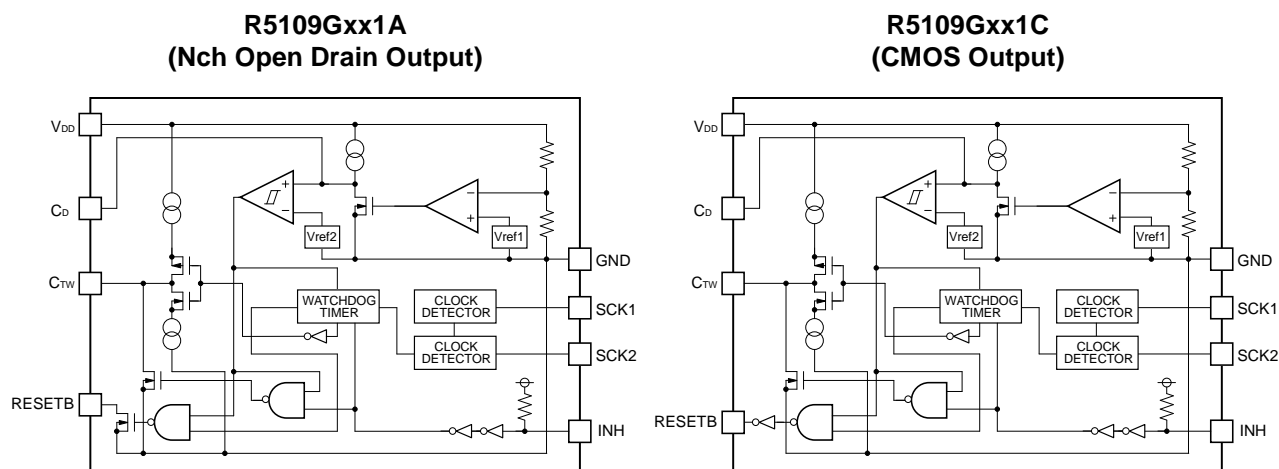 R5109Gxx1A
(Nch Open Drain Output)
VDD
CD
CTW
RESETB
+
−
Vref2
−
+
Vref1
WATCHDOG
TIMER
CLOCK
DETECTOR
CLOCK
DETECTOR
GND
SCK1
SCK2
INH
R5109Gxx1C
(CMOS Output)
VDD
CD
CTW
RESETB
+
−
Vref2
−
+
Vref1
WATCHDOG
TIMER
CLOCK
DETECTOR
CLOCK
DETECTOR
GND
SCK1
SCK2
INH